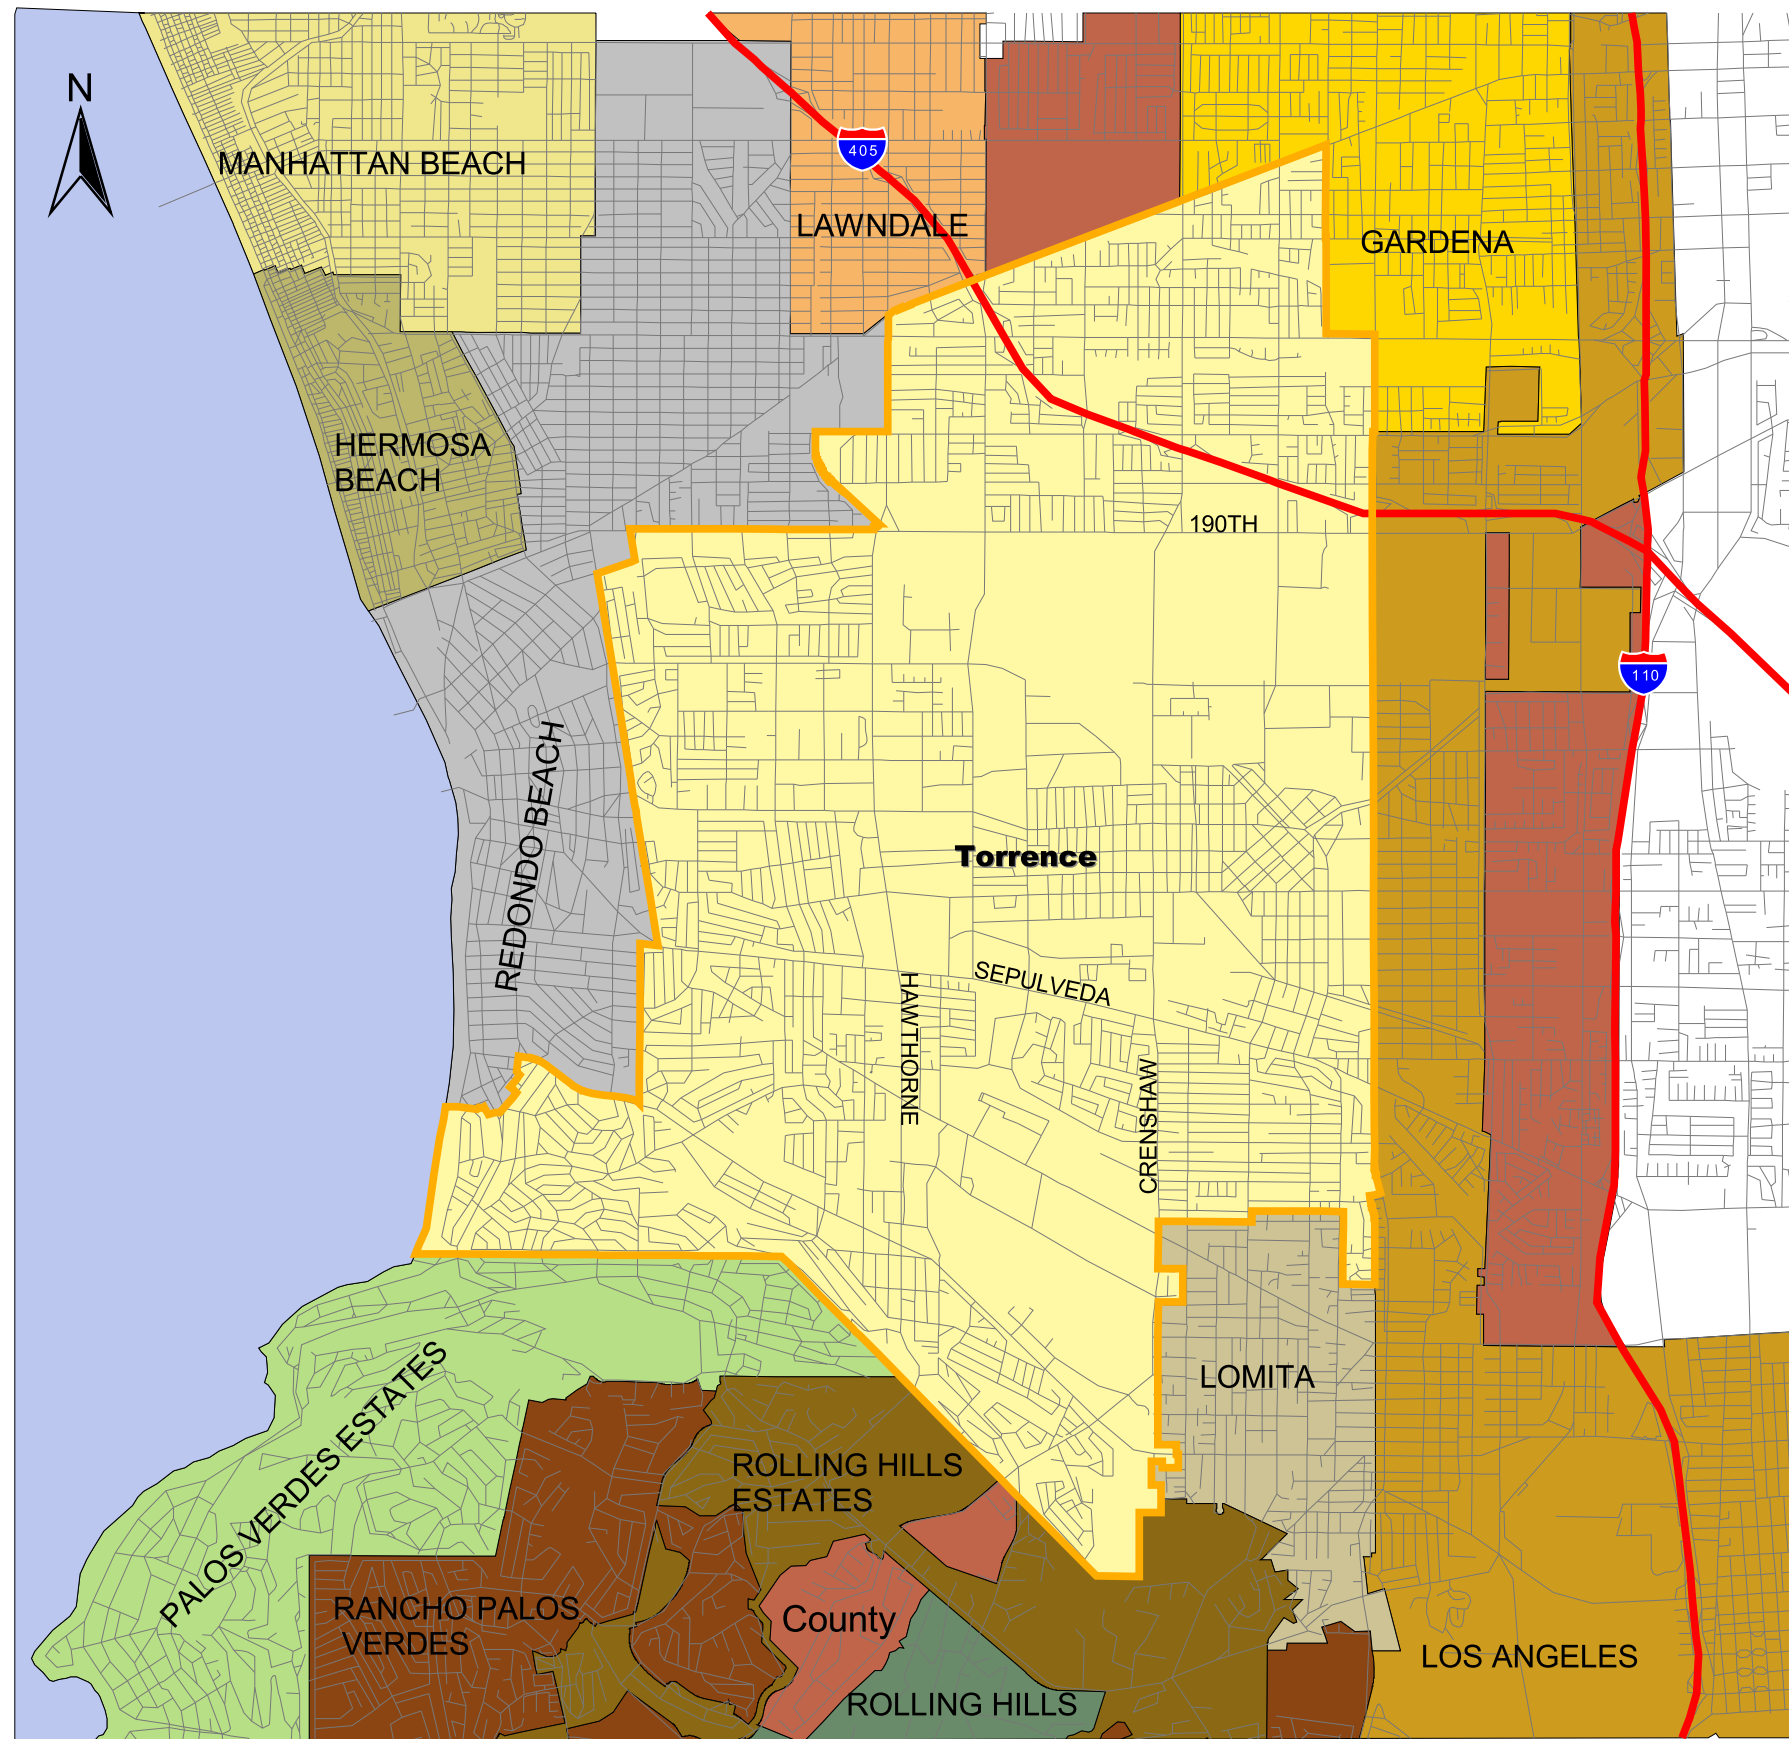 N
MANHATTAN BEACH
405
LAWNDALE
GARDENA
HERMOSA
BEACH
190TH
110
REDONDO BEACH
Torrence
SEPULVEDA
HAWTHORNE
CRENSHAW
LOMITA
PALOS VERDES ESTATES
ROLLING HILLS
ESTATES
RANCHO PALOS
VERDES
County
LOS ANGELES
ROLLING HILLS